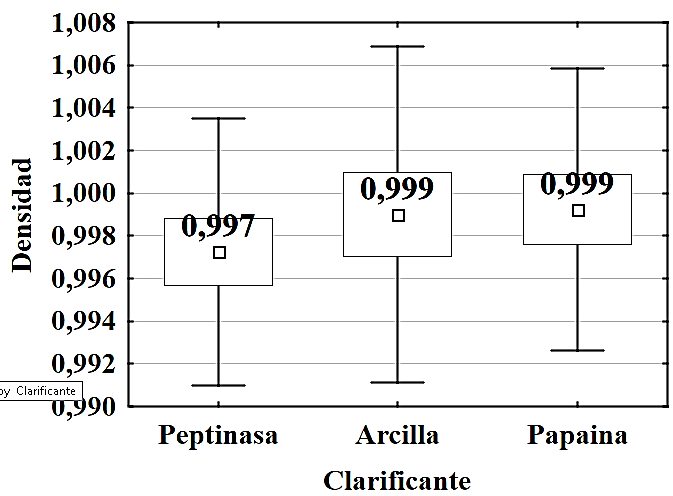 1,008
1,006
1,004
1,002
1,000
0,998
0,996
0,994
0,992
0,990
Densidad
0,997
0,999
0,999
by Clarificante
Peptinasa
Arcilla
Papaina
Clarificante